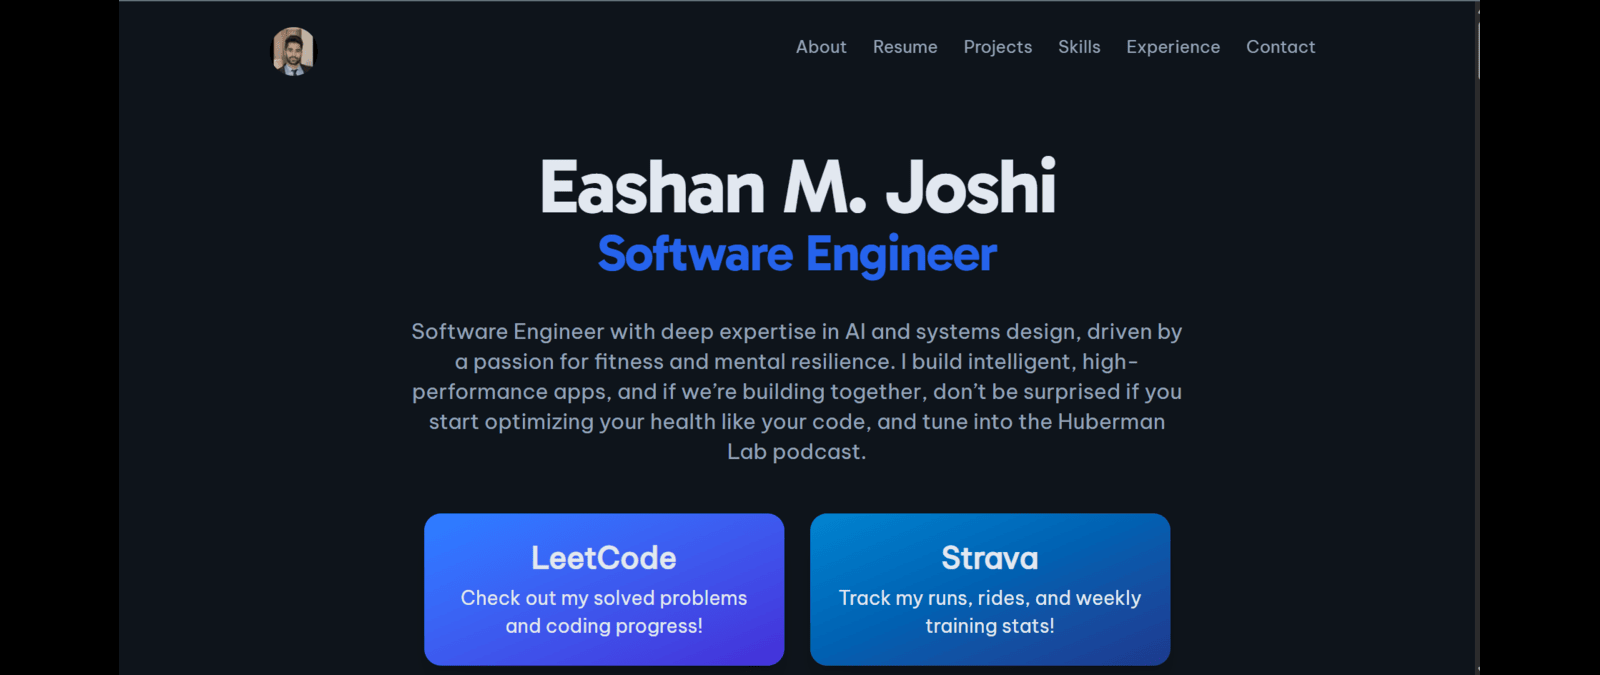 About Resume Projects Skills Experience Contact
Eashan M. Joshi
Software Engineer
Software Engineer with deep expertise in AI and systems design, driven by
a passion for fitness and mental resilience. I build intelligent, high-
performance apps, and if we’re building together, don’t be surprised if you
start optimizing your health like your code, and tune into the Huberman
Lab podcast.
LeetCode
Check out my solved problems
and coding progress!
Strava
Track my runs, rides, and weekly
training stats!